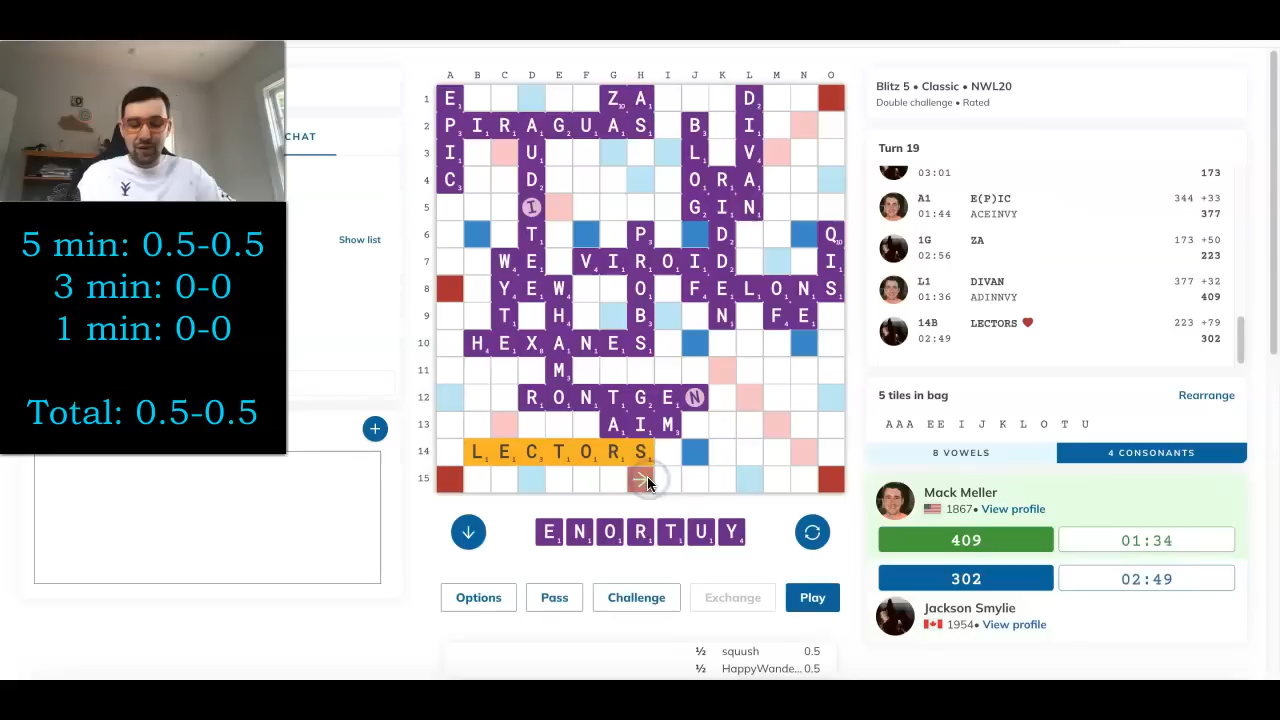 CHAT
Show list
5 min: 0.5-0.5
3 min: 0-0
1 min: 0-0
Total: 0.5-0.5
A B C D E F G H I J K L M N O
1 E Z A D
2 P I R A G U A S B I
3 I U L V
4 C D O R A
5 I G I N
6 T P D Q
7 W E V I R O I D I
8 Y E W O F E L O N S
9 T H B N F E
10 H E X A N E S
11 M
12 R O N T G E N
13 A I M
14 L E C T O R S
15
E N O R T U Y
Options
Pass
Challenge
Exchange
Play
½ squush 0.5
½ HappyWande... 0.5
Blitz 5 • Classic • NWL20
Double challenge • Rated
Turn 19
03:01 173
A1 E(P)IC 344 +33
01:44 ACEINVY 377
1G ZA 173 +50
02:56 223
L1 DIVAN 377 +32
01:36 ADINNVY 409
14B LECTORS 223 +79
02:49 302
5 tiles in bag Rearrange
A A A E E I J K L O T U
8 VOWELS 4 CONSONANTS
Mack Meller
1867• View profile
409 01:34
302 02:49
Jackson Smylie
1954• View profile